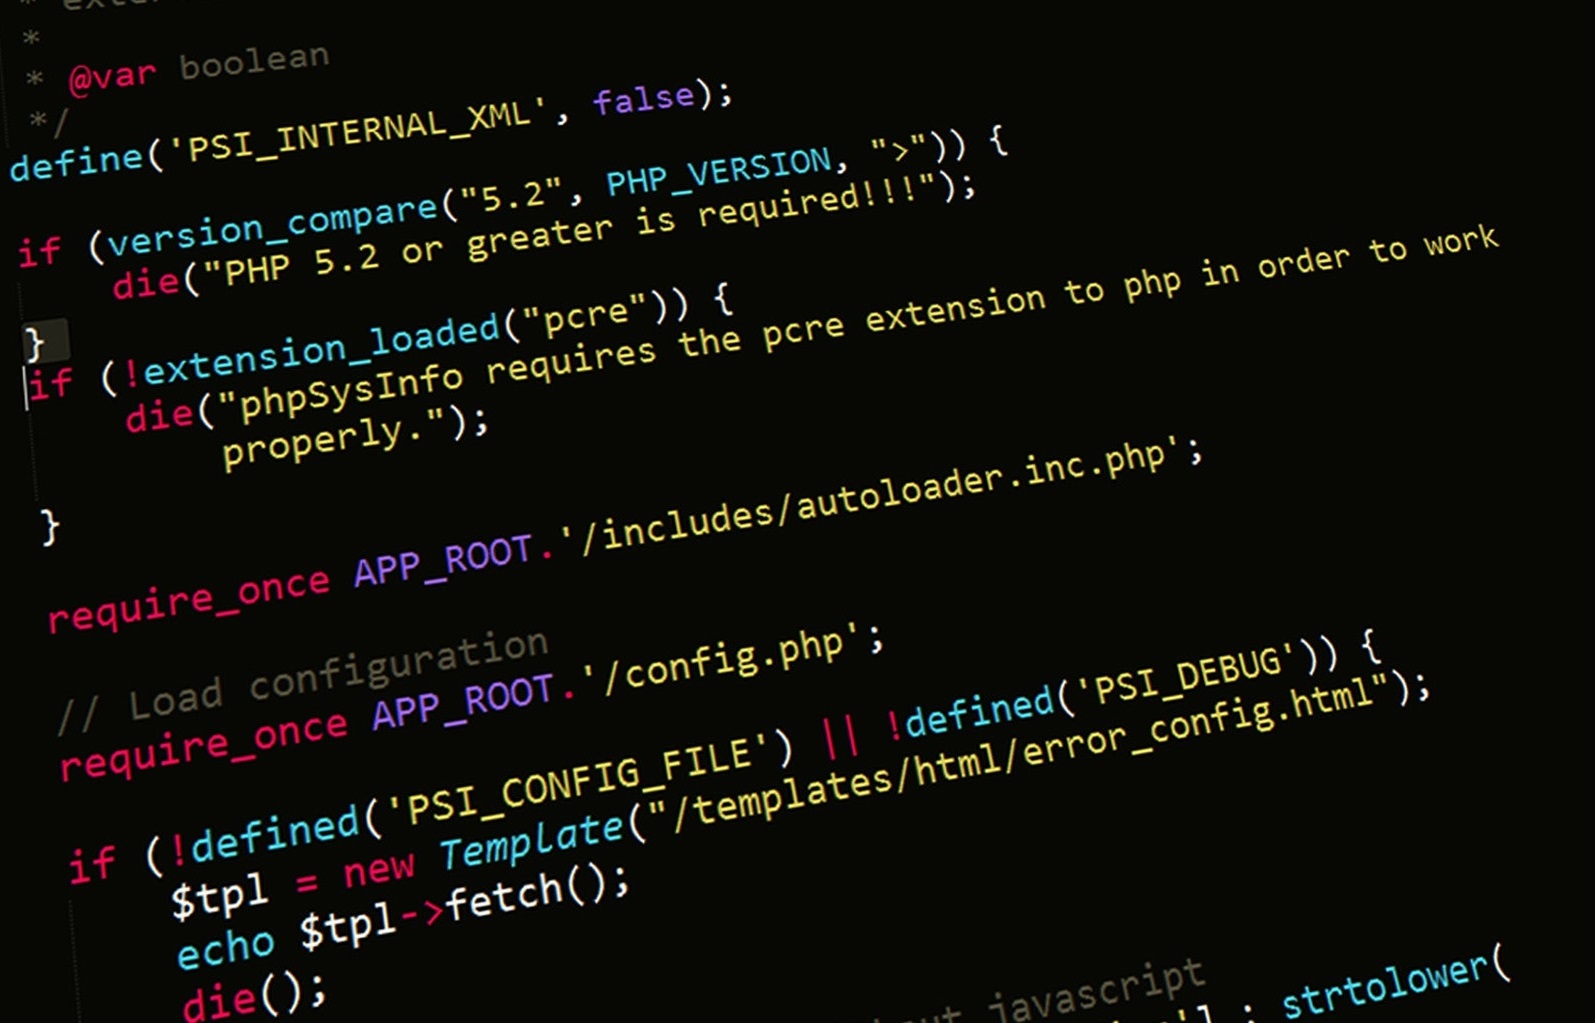 *
* @var boolean
*/
define('PSI_INTERNAL_XML', false);
if (version_compare("5.2", PHP_VERSION, ">")) {
die("PHP 5.2 or greater is required!!!");
}
if (!extension_loaded("pcre")) {
die("phpSysInfo requires the pcre extension to php in order to work
properly.");
}
require_once APP_ROOT.'/includes/autoloader.inc.php';
// Load configuration
require_once APP_ROOT.'/config.php';
if (!defined('PSI_CONFIG_FILE') || !defined('PSI_DEBUG')) {
$tpl = new Template("/templates/html/error_config.html");
echo $tpl->fetch();
die();
javascript
strtolower(